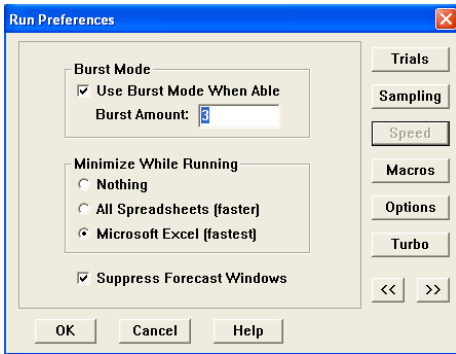 Run Preferences
Burst Mode
Use Burst Mode When Able
Burst Amount: 3
Minimize While Running
Nothing
All Spreadsheets (faster)
Microsoft Excel (fastest)
Suppress Forecast Windows
Trials
Sampling
Speed
Macros
Options
Turbo
<< >>
OK Cancel Help